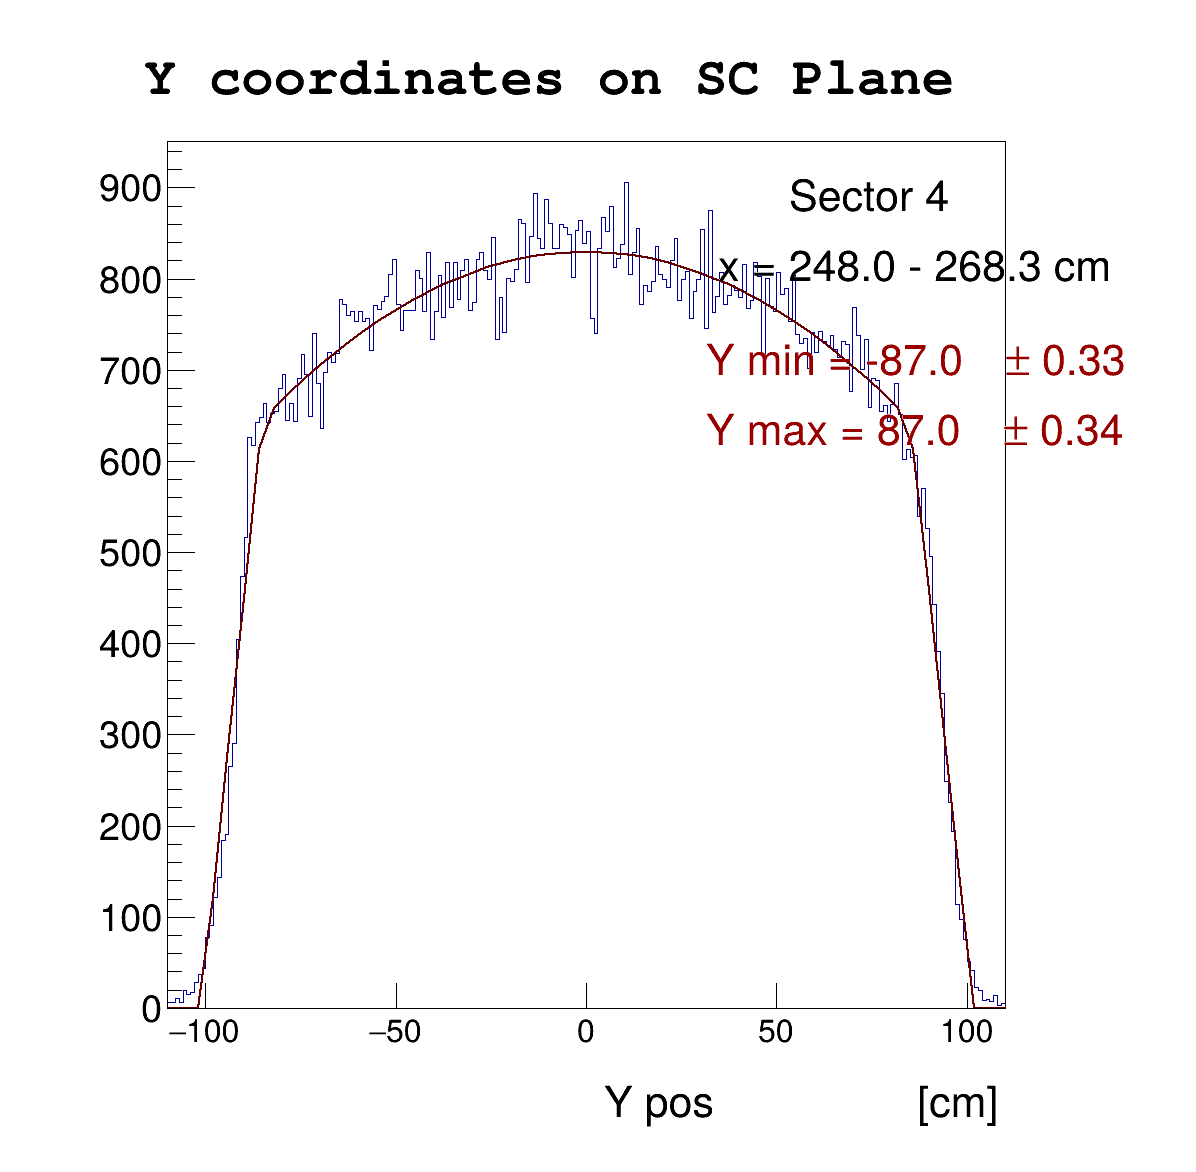 Y coordinates on SC Plane
900
Sector 4
x = 248.0 - 268.3 cm
800
Y min = -87.0 ± 0.33
700
Y max = 87.0 ± 0.34
600
500
400
300
200
100
0
−100 −50 0 50 100
Y pos [cm]